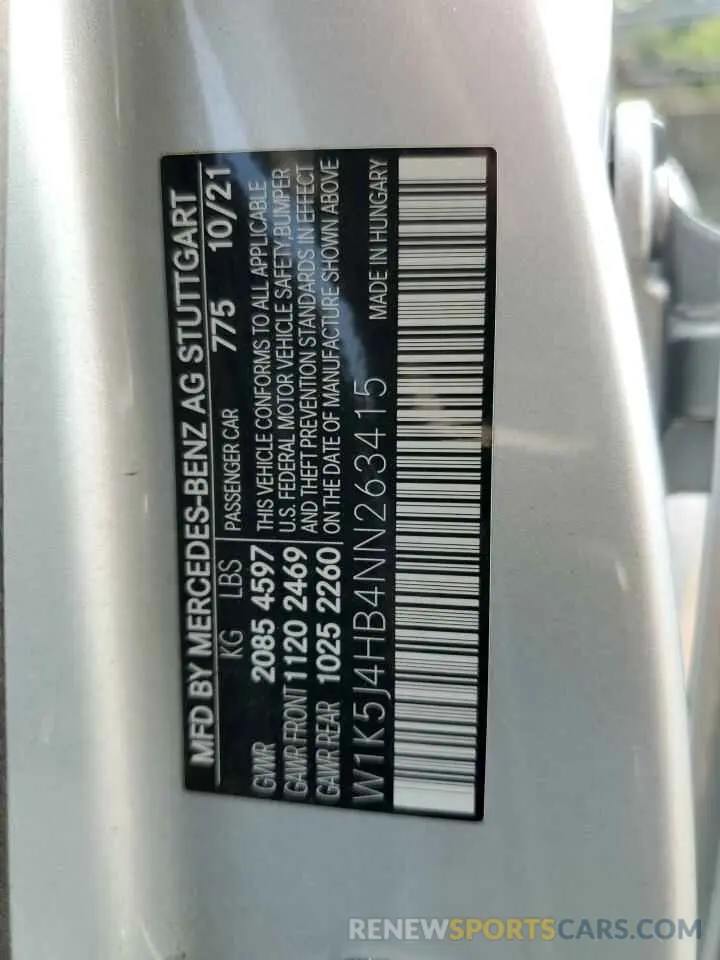 MFD BY MERCEDES-BENZ AG STUTTGART
KG LBS PASSENGER CAR 775 10/21
GVWR 2085 4597 THIS VEHICLE CONFORMS TO ALL APPLICABLE
U.S. FEDERAL MOTOR VEHICLE SAFETY, BUMPER
GAWR FRONT 1120 2469 AND THEFT PREVENTION STANDARDS IN EFFECT
GAWR REAR 1025 2260 ON THE DATE OF MANUFACTURE SHOWN ABOVE
W1K5J4HB4NN263415 MADE IN HUNGARY
RENEWSPORTSCARS.COM